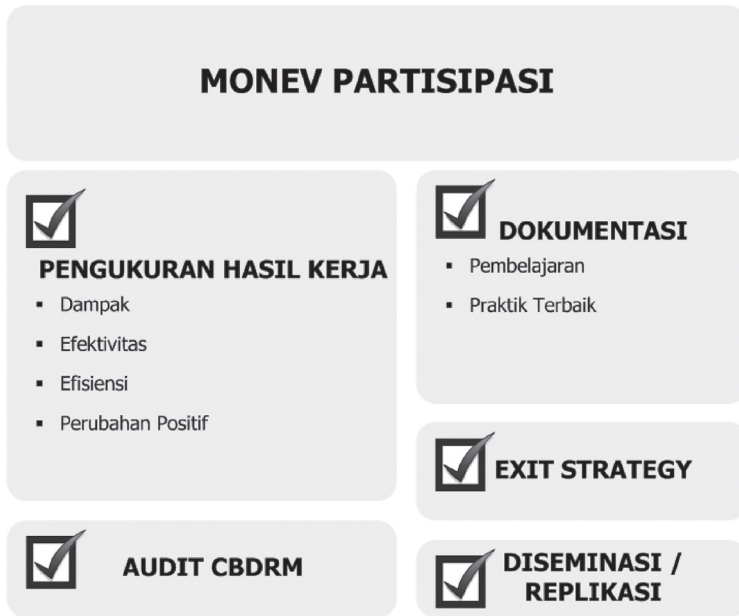 MONEV PARTISIPASI
PENGUKURAN HASIL KERJA
▪ Dampak
▪ Efektivitas
▪ Efisiensi
▪ Perubahan Positif
AUDIT CBDRM
DOKUMENTASI
▪ Pembelajaran
▪ Praktik Terbaik
EXIT STRATEGY
DISEMINASI /
REPLIKASI